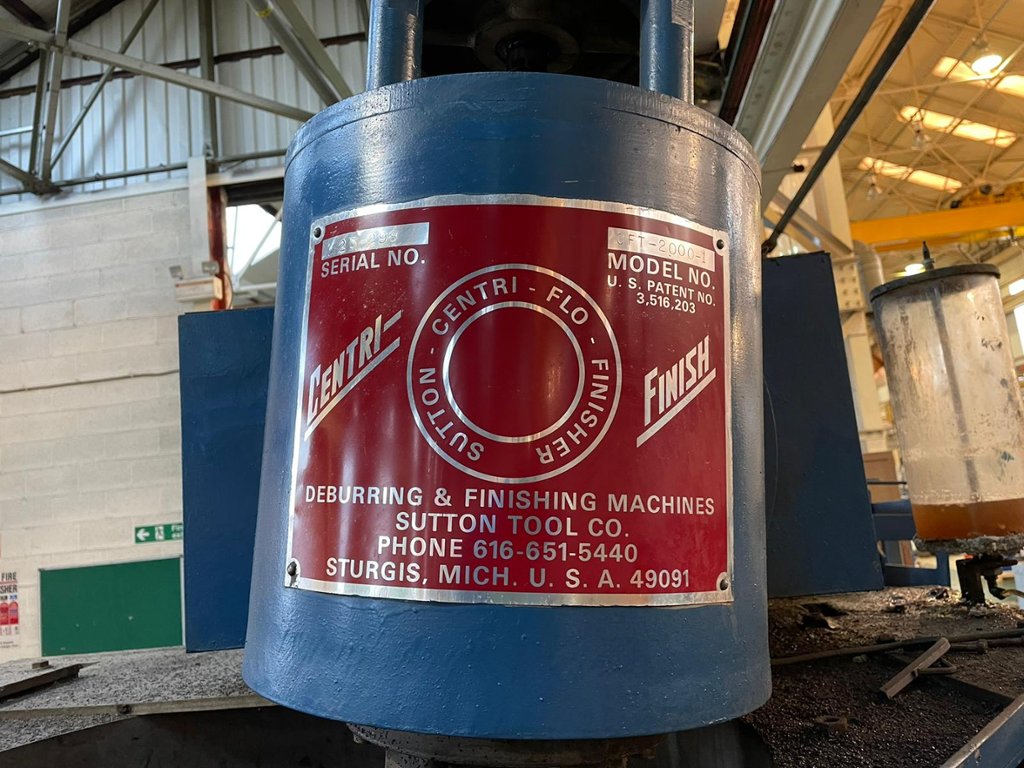 SERIAL NO.
CFT-2000-1
MODEL NO.
U. S. PATENT NO.
3,516,203
CENTRI-
SUTTON - CENTRI - FLO - FINISHER
FINISH
DEBURRING & FINISHING MACHINES
SUTTON TOOL CO.
PHONE 616-651-5440
STURGIS, MICH. U. S. A. 49091
FIRE